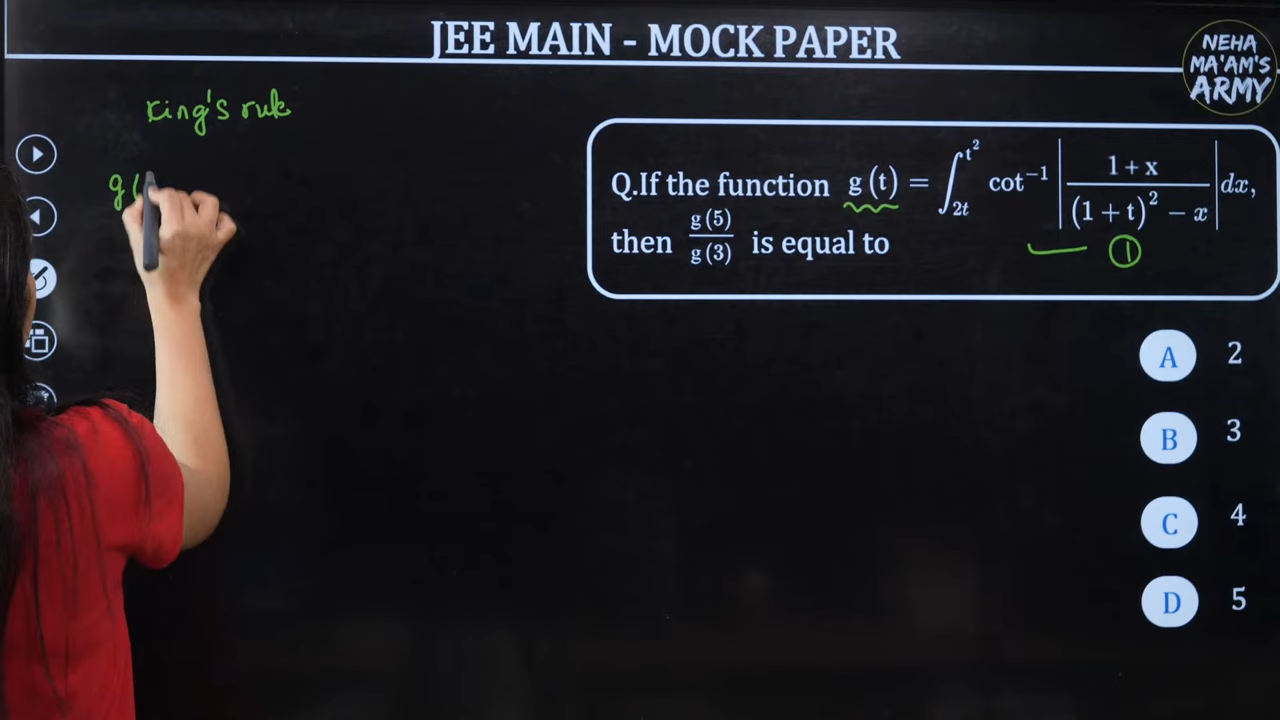 JEE MAIN - MOCK PAPER
NEHA
MA'AM'S
ARMY
King's rule
g(
Q.If the function g(t) = ∫_{2t}^{t²} cot⁻¹ |(1 + x)/((1 + t)² − x)| dx,
then g(5)/g(3) is equal to
①
A 2
B 3
C 4
D 5